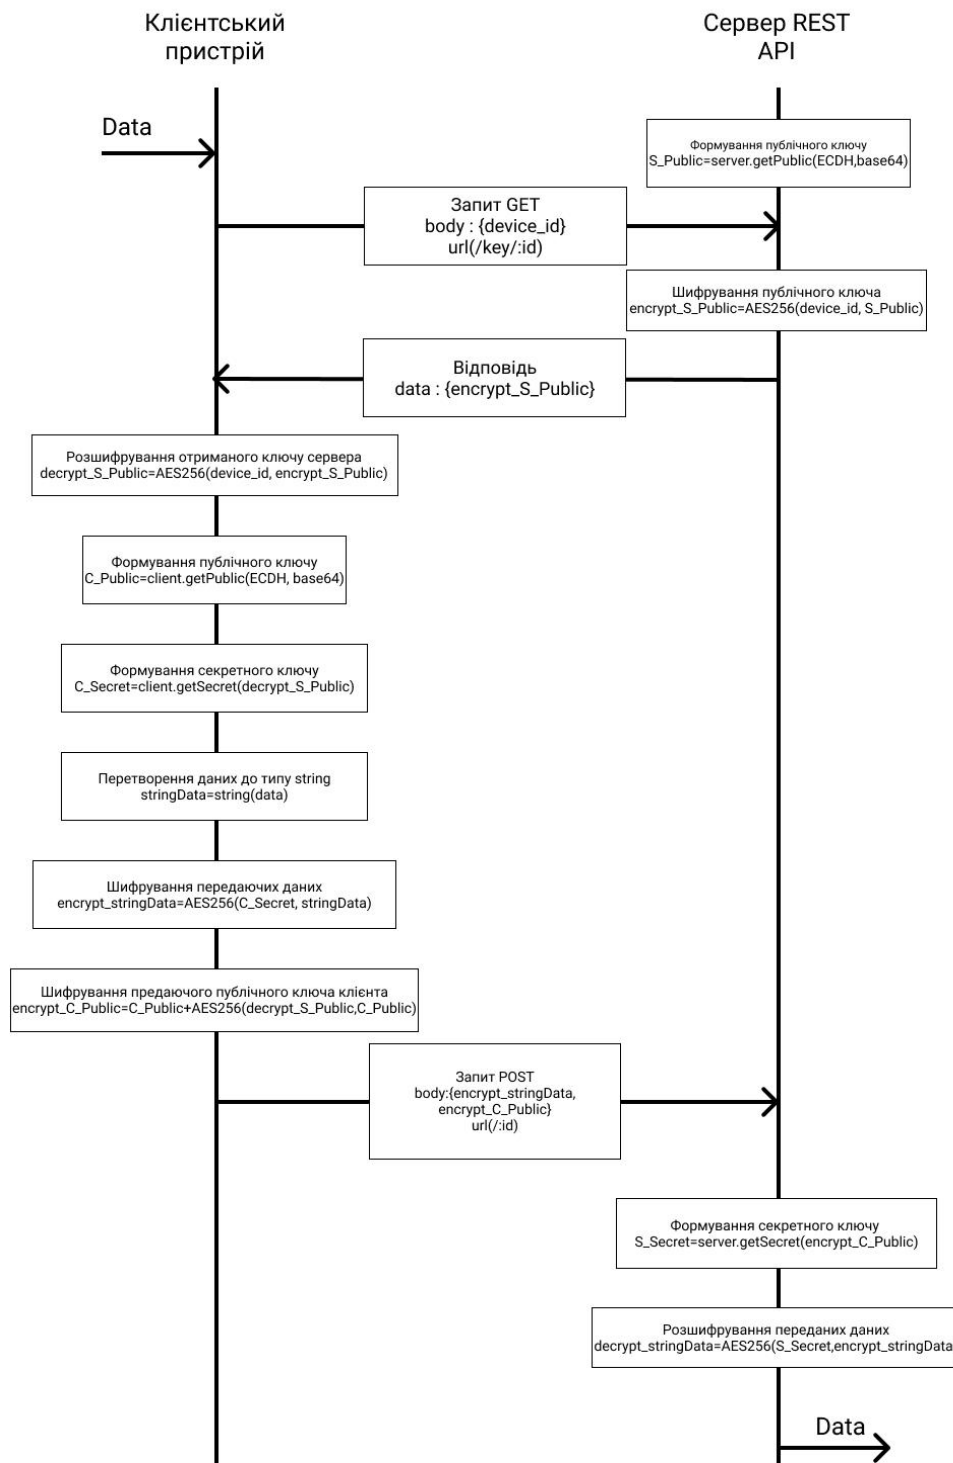 Клієнтський
пристрій
Сервер REST
API
Data
Формування публічного ключу
S_Public=server.getPublic(ECDH,base64)
Запит GET
body : {device_id}
url(/key/:id)
Шифрування публічного ключа
encrypt_S_Public=AES256(device_id, S_Public)
Відповідь
data : {encrypt_S_Public}
Розшифрування отриманого ключу сервера
decrypt_S_Public=AES256(device_id, encrypt_S_Public)
Формування публічного ключу
C_Public=client.getPublic(ECDH, base64)
Формування секретного ключу
C_Secret=client.getSecret(decrypt_S_Public)
Перетворення даних до типу string
stringData=string(data)
Шифрування передаючих даних
encrypt_stringData=AES256(C_Secret, stringData)
Шифрування предаючого публічного ключа клієнта
encrypt_C_Public=C_Public+AES256(decrypt_S_Public,C_Public)
Запит POST
body:{encrypt_stringData,
encrypt_C_Public}
url(/:id)
Формування секретного ключу
S_Secret=server.getSecret(encrypt_C_Public)
Розшифрування переданих даних
decrypt_stringData=AES256(S_Secret,encrypt_stringData
Data